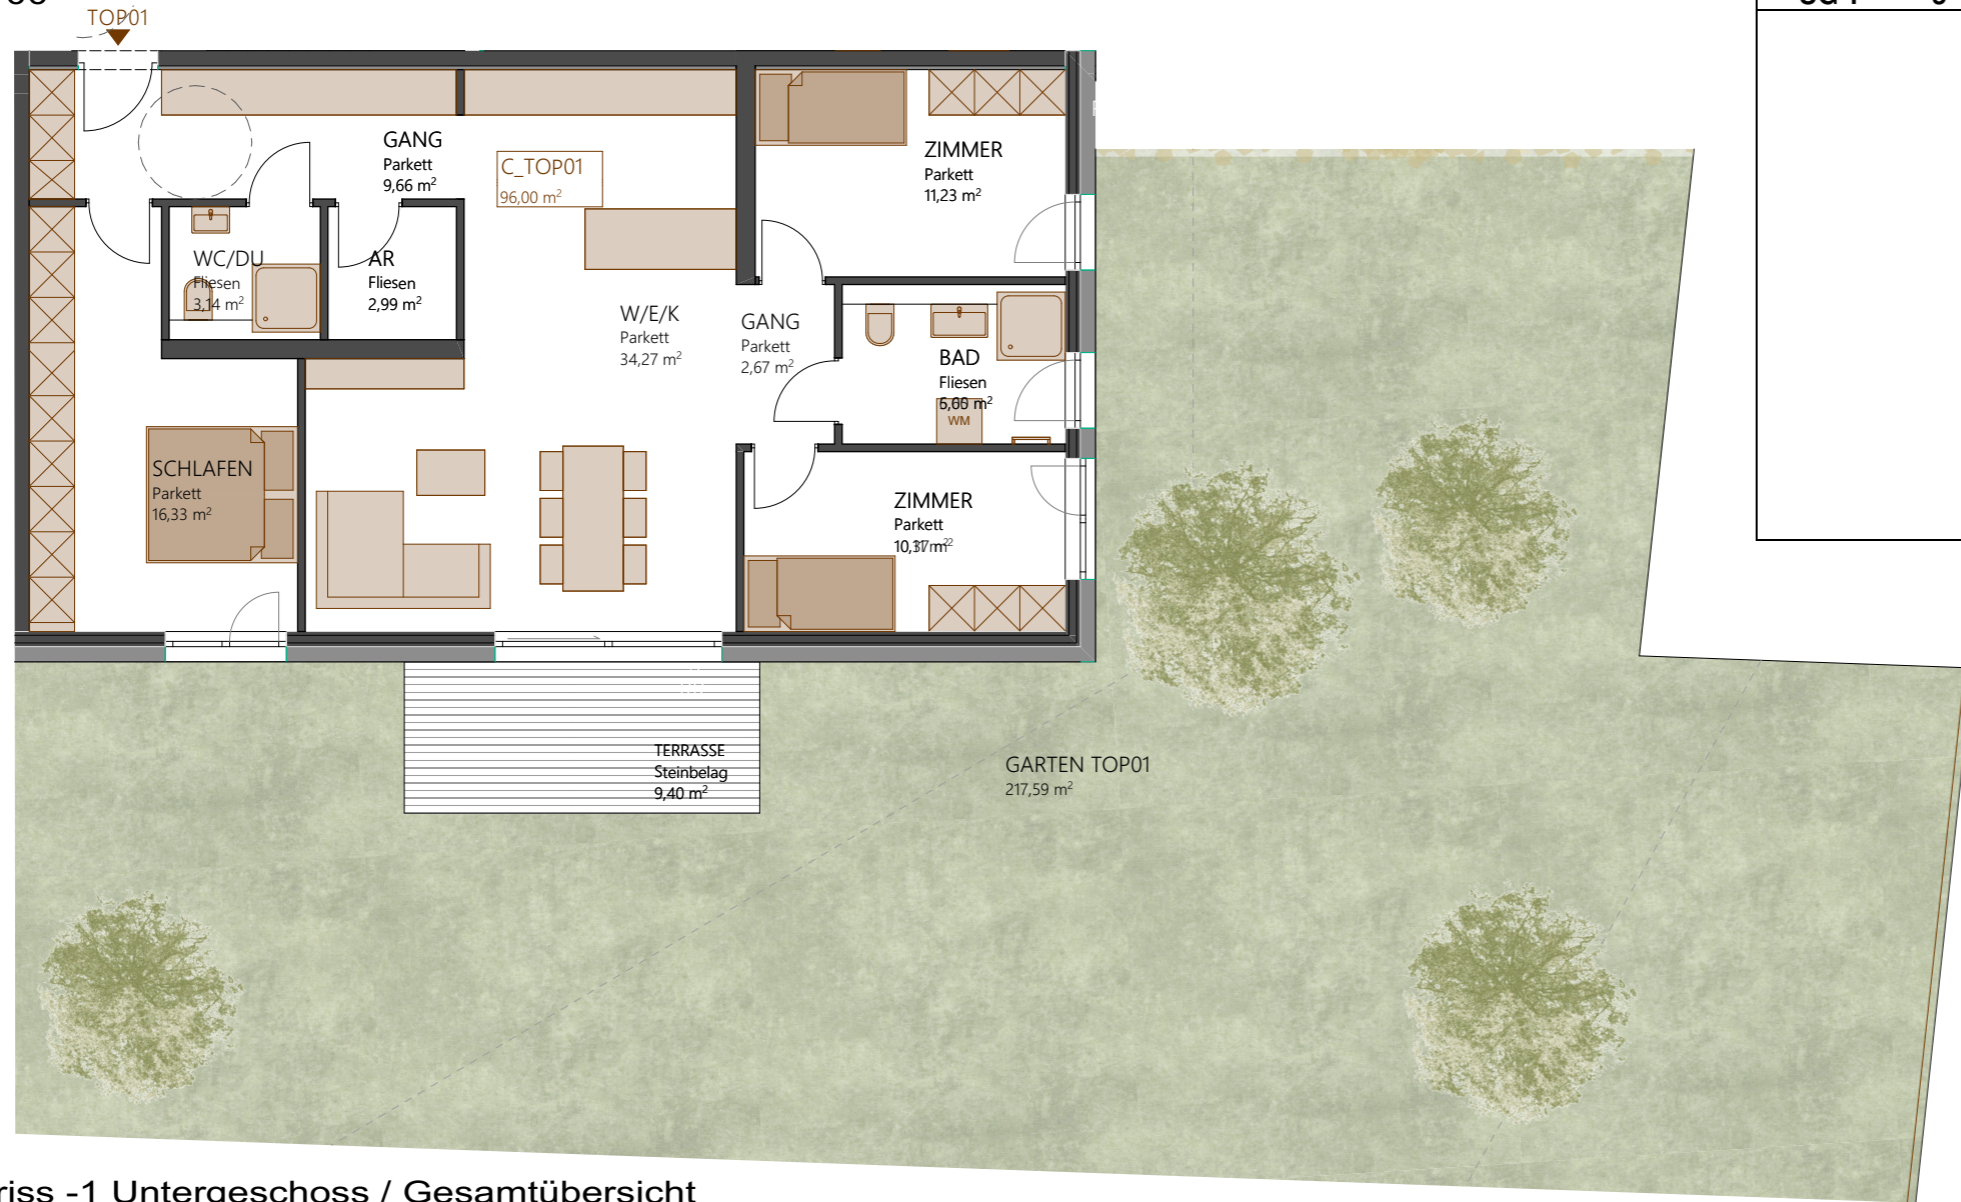 TOP01
GANG
Parkett
9,66 m²
C_TOP01
96,00 m²
ZIMMER
Parkett
11,23 m²
WC/DU
Fliesen
3,14 m²
AR
Fliesen
2,99 m²
W/E/K
Parkett
34,27 m²
GANG
Parkett
2,67 m²
BAD
Fliesen
m²
WM
SCHLAFEN
Parkett
16,33 m²
ZIMMER
Parkett
TERRASSE
Steinbelag
9,40 m²
GARTEN TOP01
217,59 m²
riss -1 Untergeschoss / Gesamtübersicht